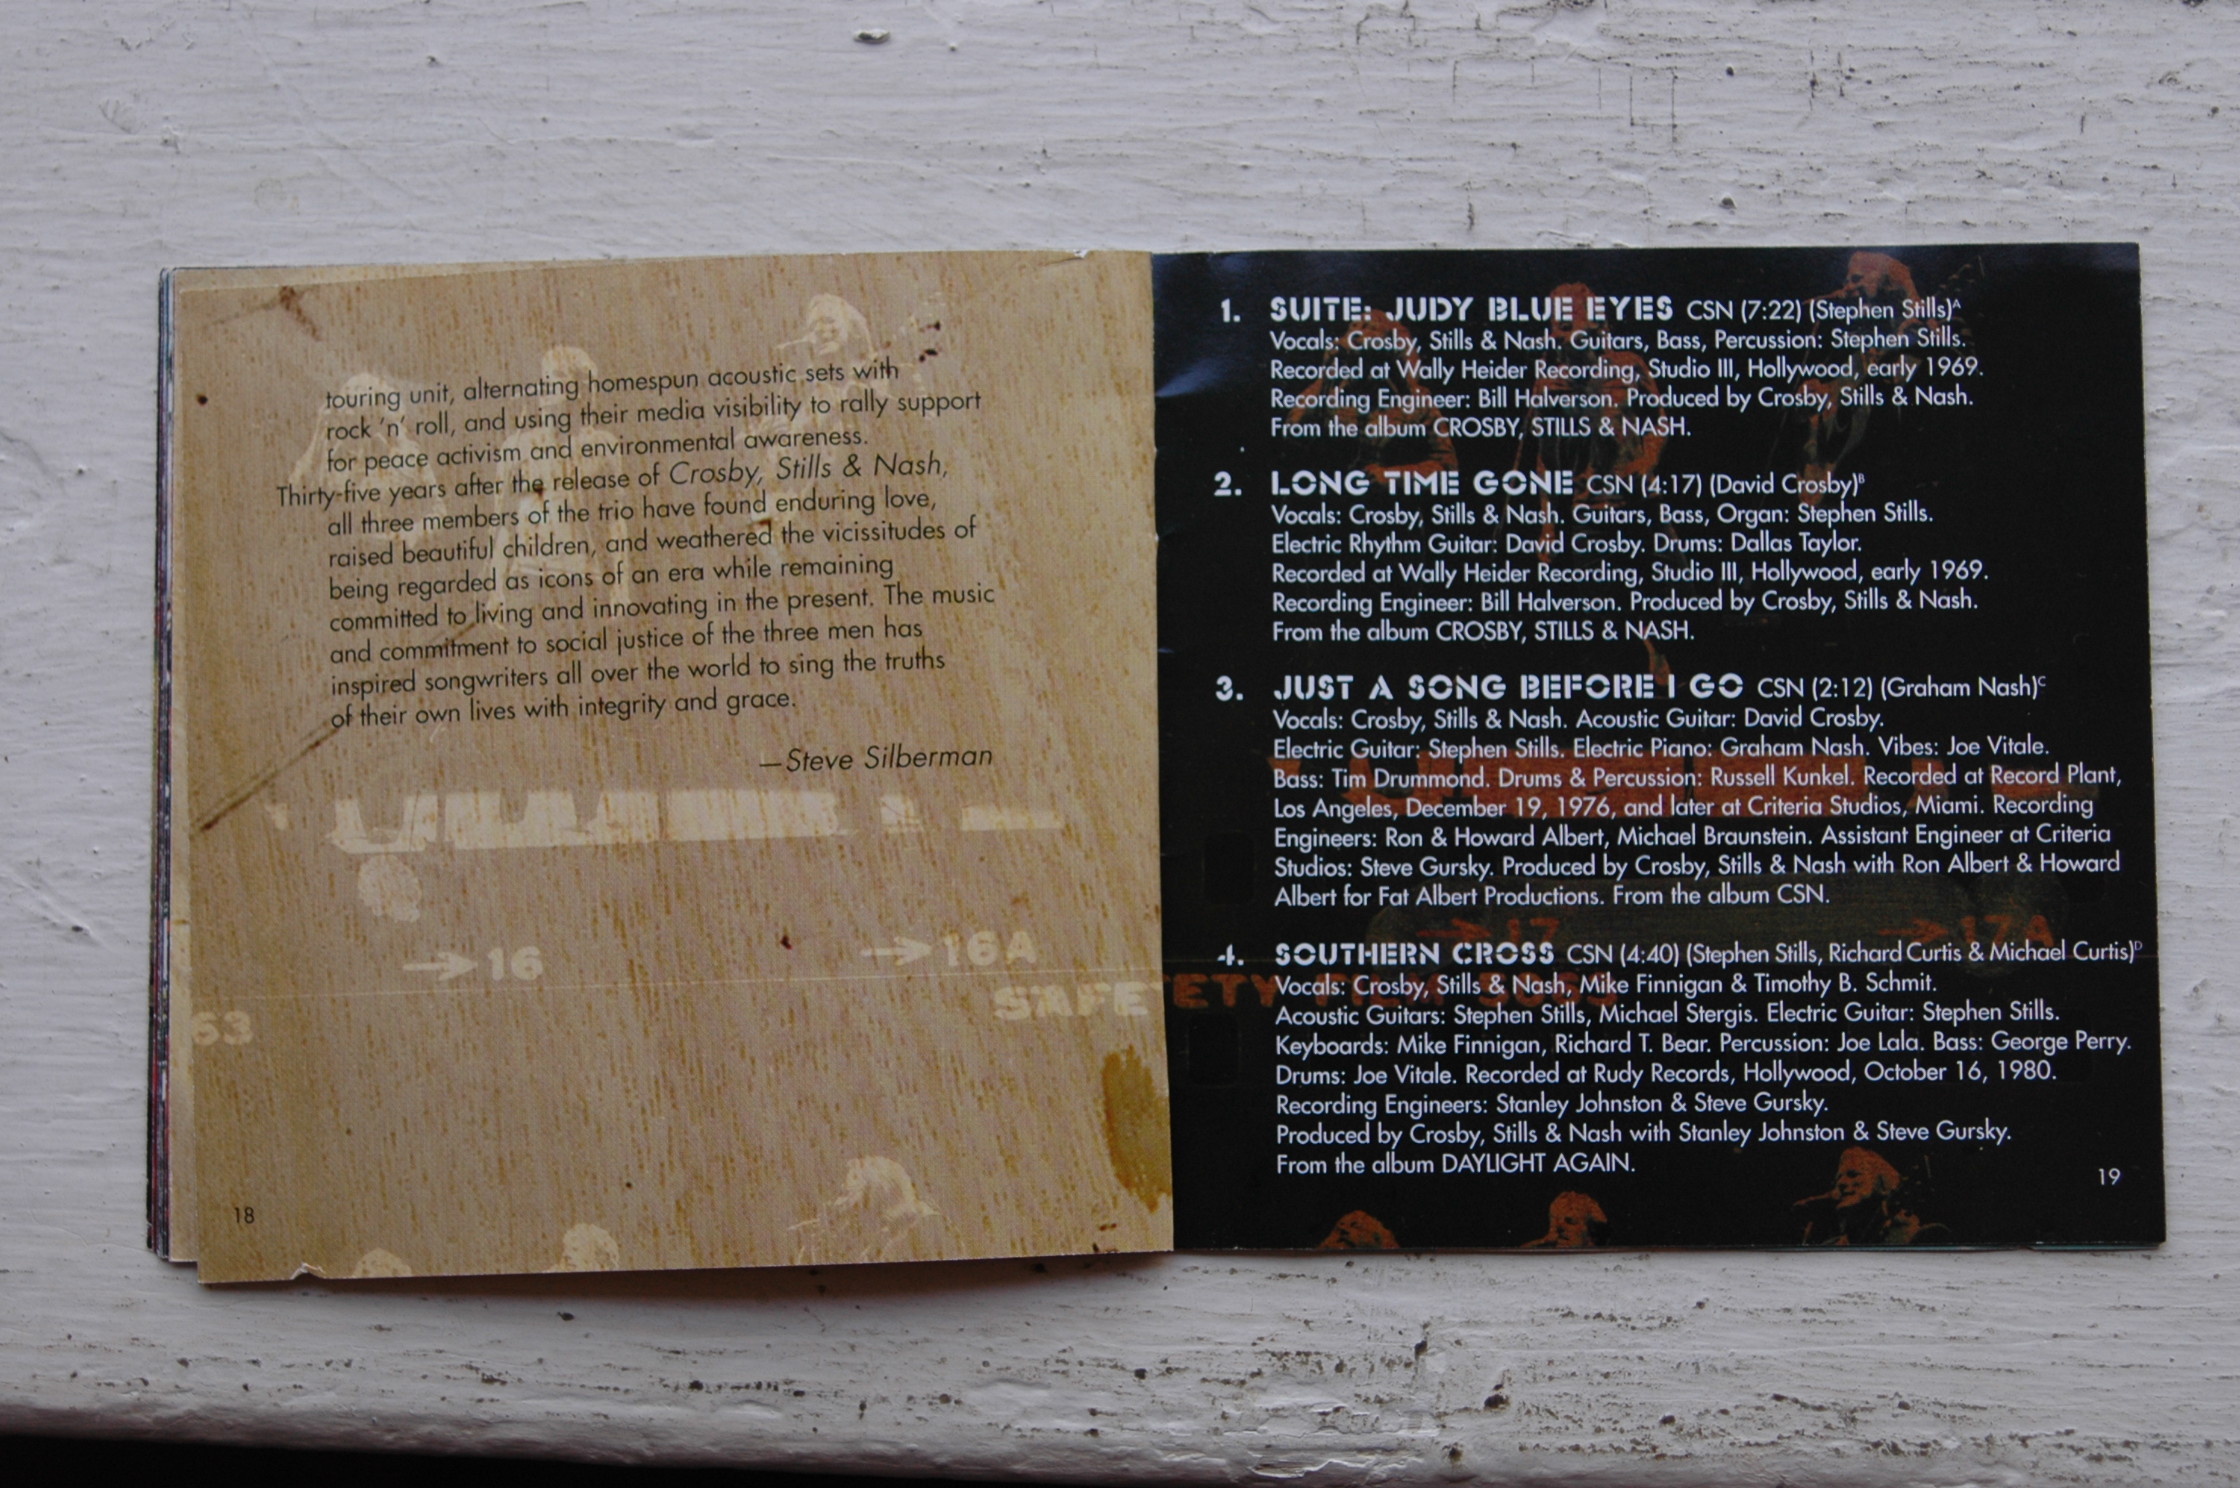 touring unit, alternating homespun acoustic sets with
rock 'n' roll, and using their media visibility to rally support
for peace activism and environmental awareness.
Thirty-five years after the release of Crosby, Stills & Nash,
all three members of the trio have found enduring love,
raised beautiful children, and weathered the vicissitudes of
being regarded as icons of an era while remaining
committed to living and innovating in the present. The music
and commitment to social justice of the three men has
inspired songwriters all over the world to sing the truths
of their own lives with integrity and grace.
—Steve Silberman
→16
→16A
63
SAFETY FILM 5063
18
1. SUITE: JUDY BLUE EYES CSN (7:22) (Stephen Stills)A
Vocals: Crosby, Stills & Nash. Guitars, Bass, Percussion: Stephen Stills.
Recorded at Wally Heider Recording, Studio III, Hollywood, early 1969.
Recording Engineer: Bill Halverson. Produced by Crosby, Stills & Nash.
From the album CROSBY, STILLS & NASH.
2. LONG TIME GONE CSN (4:17) (David Crosby)B
Vocals: Crosby, Stills & Nash. Guitars, Bass, Organ: Stephen Stills.
Electric Rhythm Guitar: David Crosby. Drums: Dallas Taylor.
Recorded at Wally Heider Recording, Studio III, Hollywood, early 1969.
Recording Engineer: Bill Halverson. Produced by Crosby, Stills & Nash.
From the album CROSBY, STILLS & NASH.
3. JUST A SONG BEFORE I GO CSN (2:12) (Graham Nash)C
Vocals: Crosby, Stills & Nash. Acoustic Guitar: David Crosby.
Electric Guitar: Stephen Stills. Electric Piano: Graham Nash. Vibes: Joe Vitale.
Bass: Tim Drummond. Drums & Percussion: Russell Kunkel. Recorded at Record Plant,
Los Angeles, December 19, 1976, and later at Criteria Studios, Miami. Recording
Engineers: Ron & Howard Albert, Michael Braunstein. Assistant Engineer at Criteria
Studios: Steve Gursky. Produced by Crosby, Stills & Nash with Ron Albert & Howard
Albert for Fat Albert Productions. From the album CSN.
→17
→17A
4. SOUTHERN CROSS CSN (4:40) (Stephen Stills, Richard Curtis & Michael Curtis)D
Vocals: Crosby, Stills & Nash, Mike Finnigan & Timothy B. Schmit.
Acoustic Guitars: Stephen Stills, Michael Stergis. Electric Guitar: Stephen Stills.
Keyboards: Mike Finnigan, Richard T. Bear. Percussion: Joe Lala. Bass: George Perry.
Drums: Joe Vitale. Recorded at Rudy Records, Hollywood, October 16, 1980.
Recording Engineers: Stanley Johnston & Steve Gursky.
Produced by Crosby, Stills & Nash with Stanley Johnston & Steve Gursky.
From the album DAYLIGHT AGAIN.
19